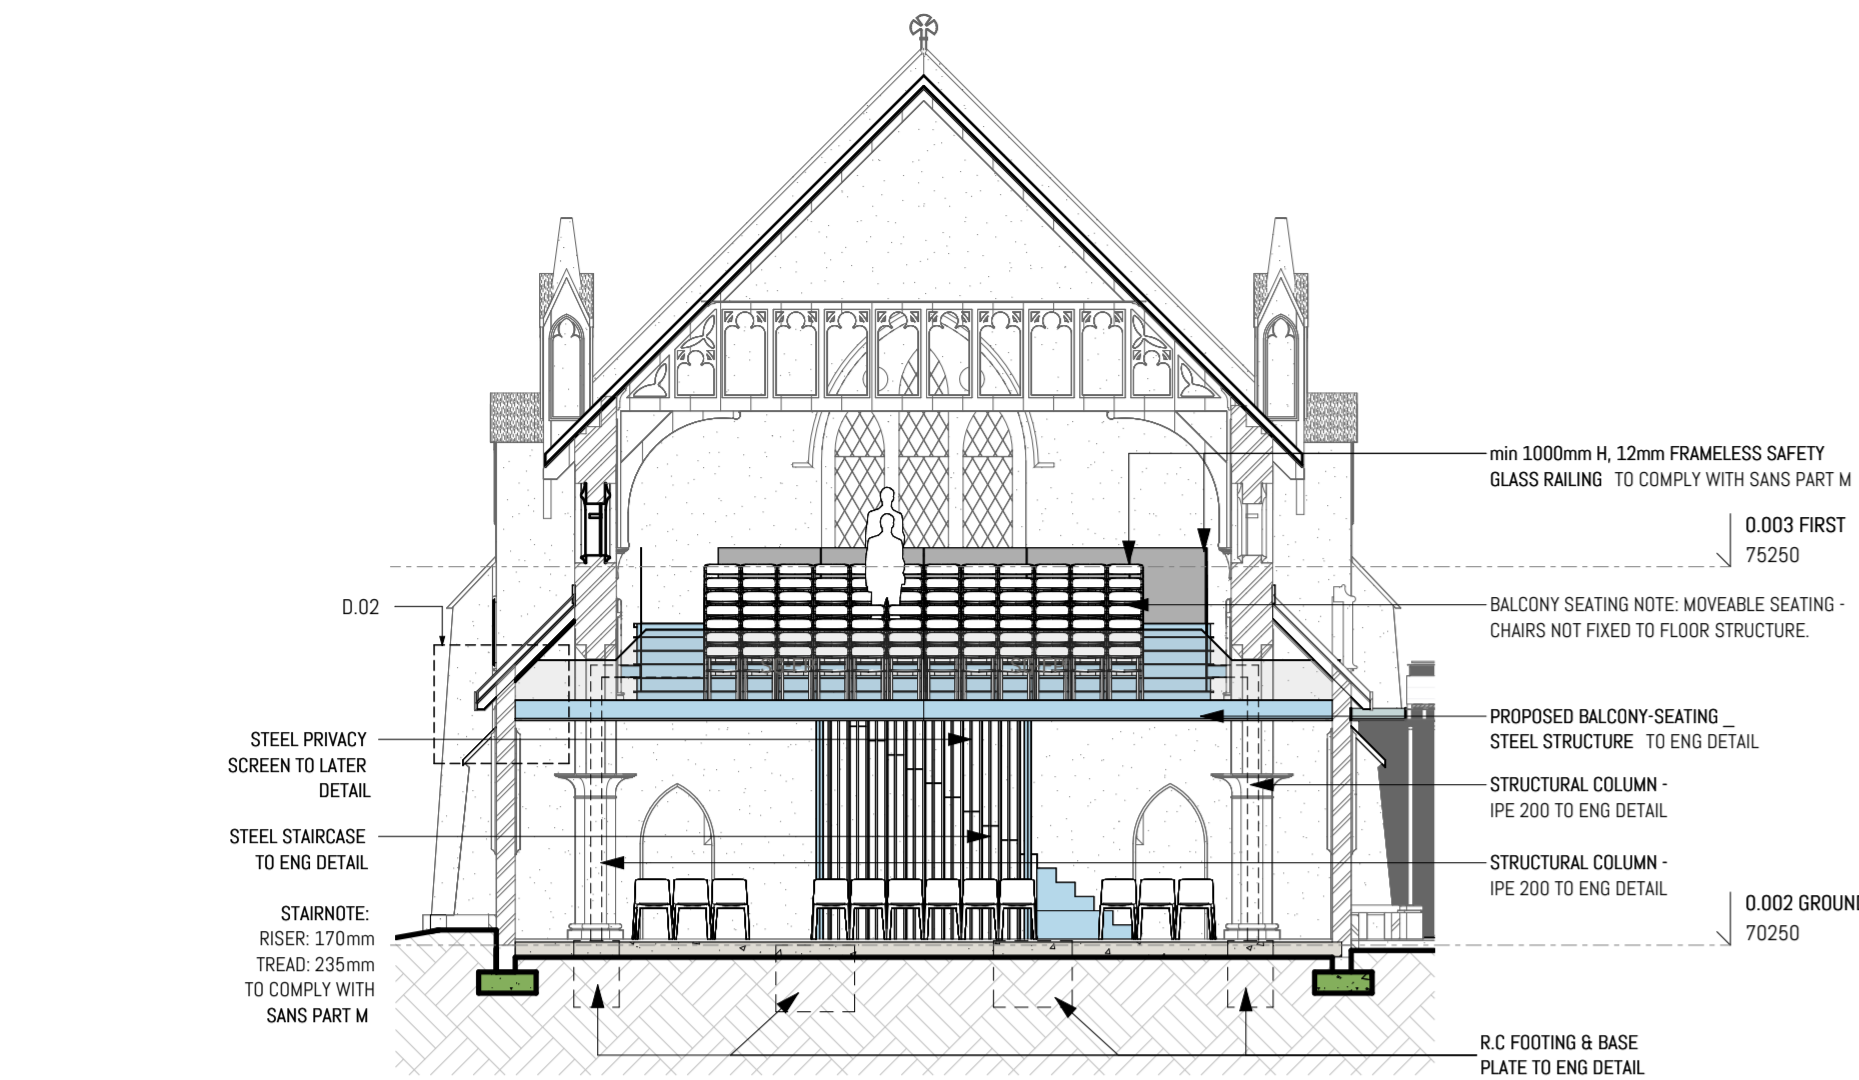 min 1000mm H, 12mm FRAMELESS SAFETY
GLASS RAILING TO COMPLY WITH SANS PART M
0.003 FIRST
75250
BALCONY SEATING NOTE: MOVEABLE SEATING -
CHAIRS NOT FIXED TO FLOOR STRUCTURE.
D.02
PROPOSED BALCONY-SEATING _
STEEL STRUCTURE TO ENG DETAIL
STEEL PRIVACY
SCREEN TO LATER
DETAIL
STRUCTURAL COLUMN -
IPE 200 TO ENG DETAIL
STEEL STAIRCASE
TO ENG DETAIL
STRUCTURAL COLUMN -
IPE 200 TO ENG DETAIL
STAIRNOTE:
RISER: 170mm
TREAD: 235mm
TO COMPLY WITH
SANS PART M
0.002 GROUN
70250
R.C FOOTING & BASE
PLATE TO ENG DETAIL